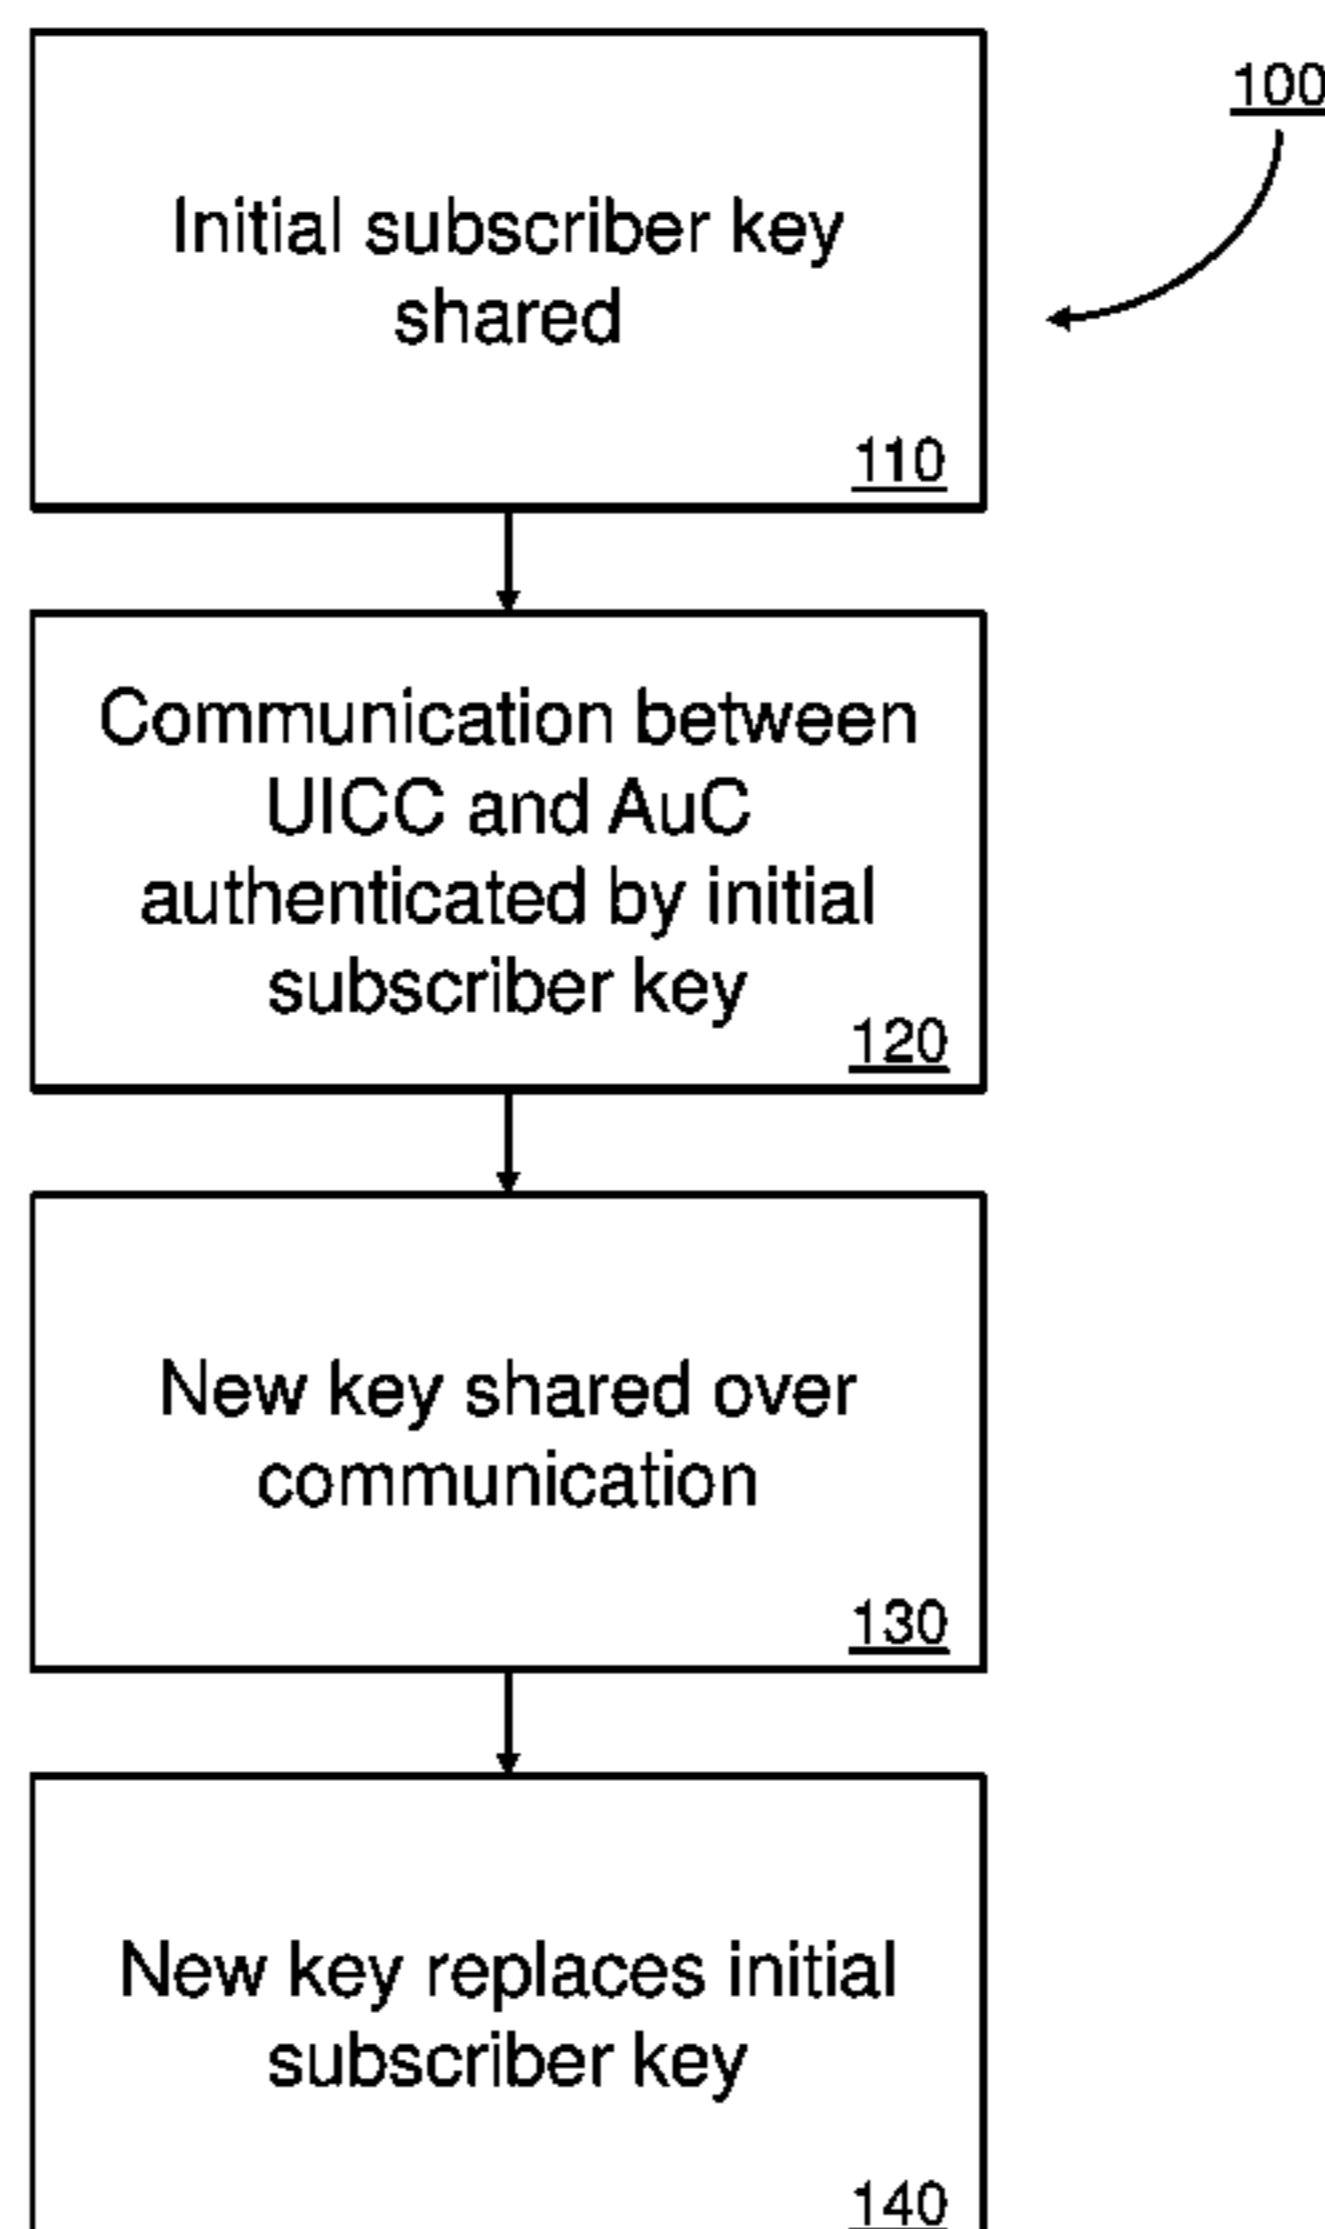 100
Initial subscriber key
shared
110
Communication between
UICC and AuC
authenticated by initial
subscriber key
120
New key shared over
communication
130
New key replaces initial
subscriber key
140